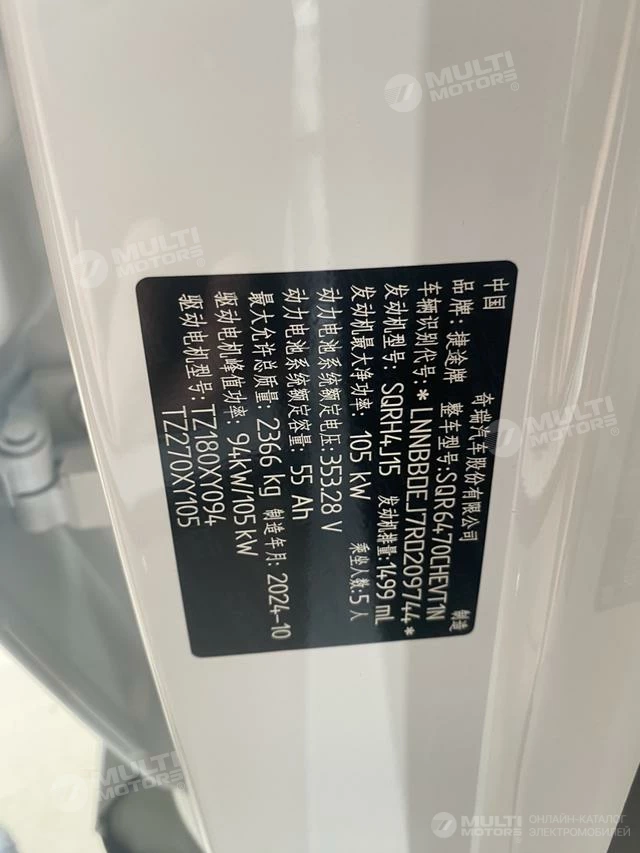 中国 奇瑞汽车股份有限公司 制造
品牌: 捷途牌 整车型号:SQR6470CHEVT1N
车辆识别代号:*LNNBBDEJ7RD209744*
发动机型号: SQRH4J15 发动机排量:1499 mL
发动机最大净功率: 105 kW 乘坐人数:5人
动力电池系统额定电压:353.28 V
动力电池系统额定容量: 55 Ah
最大允许总质量: 2366 kg 制造年月: 2024-10
驱动电机峰值功率: 94kW/105kW
驱动电机型号: TZ180XY094
TZ270XY105
MULTI
MOTORS®
MULTI
MOTORS®
MULTI
MOTORS®
MULTI
MOTORS®
MULTI
MOTORS®
ОНЛАЙН-КАТАЛОГ
ЭЛЕКТРОМОБИЛЕЙ